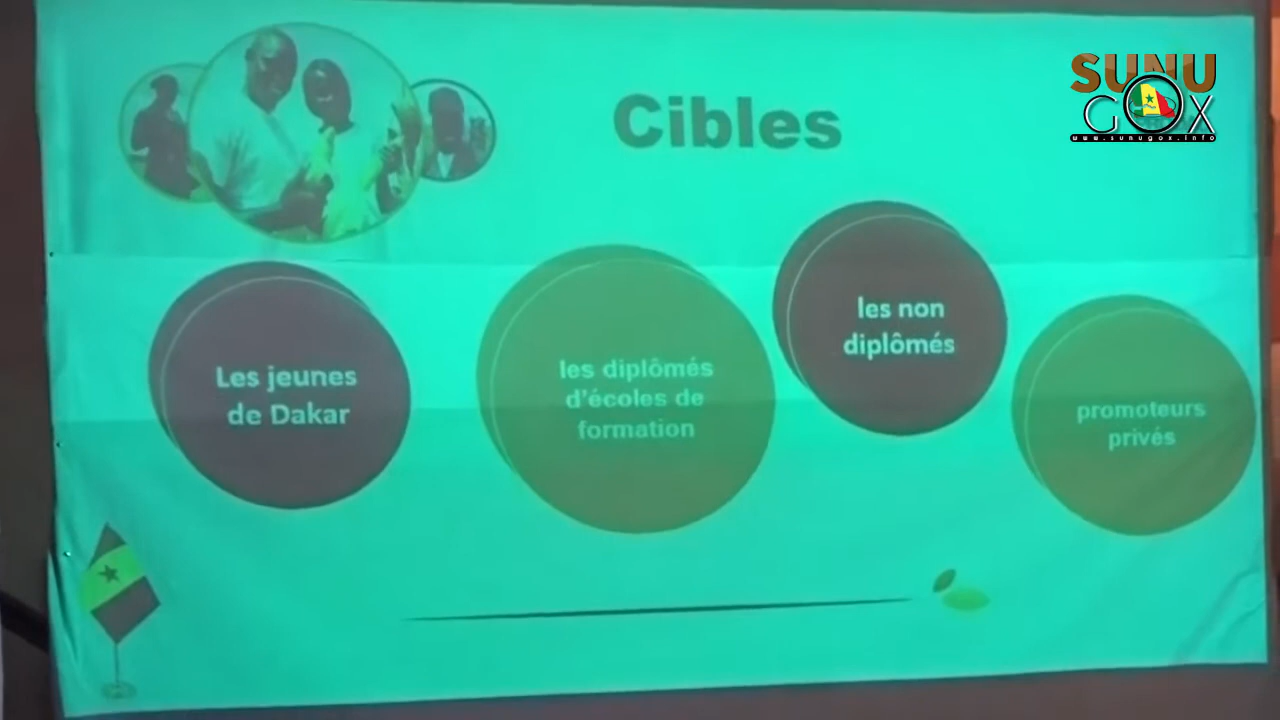 SUNU
GOX
www.sunugox.info
Cibles
Les jeunes
de Dakar
les diplômés
d'écoles de
formation
les non
diplômés
promoteurs
privés